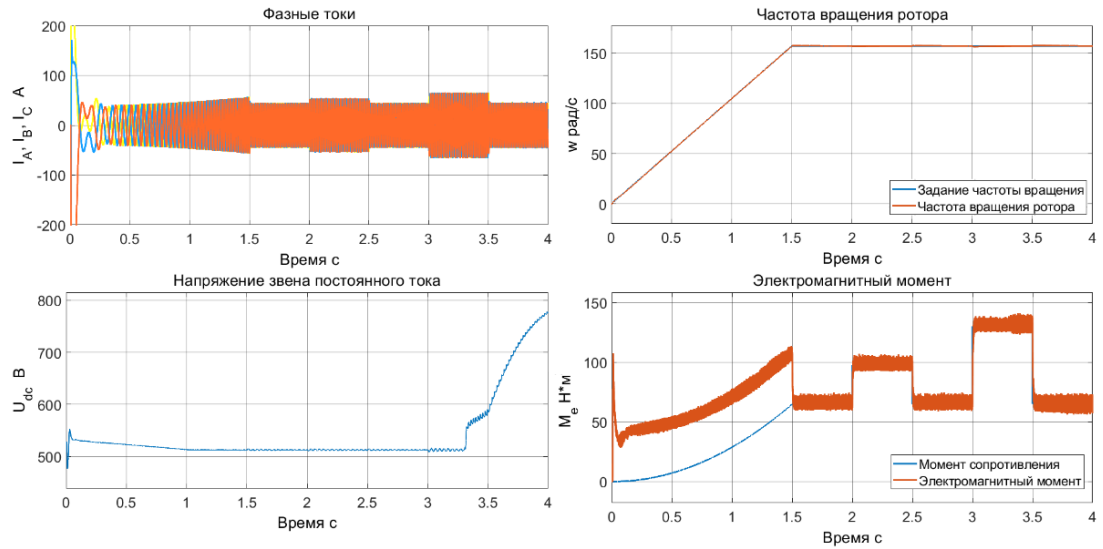 Фазные токи
200
100
0
-100
-200
I_A, I_B, I_C A
0 0.5 1 1.5 2 2.5 3 3.5 4
Время с
Частота вращения ротора
150
100
50
0
w рад/с
Задание частоты вращения
Частота вращения ротора
0 0.5 1 1.5 2 2.5 3 3.5 4
Время с
Напряжение звена постоянного тока
800
700
600
500
U_dc В
0 0.5 1 1.5 2 2.5 3 3.5 4
Время с
Электромагнитный момент
150
100
50
0
M_e Н*м
Момент сопротивления
Электромагнитный момент
0 0.5 1 1.5 2 2.5 3 3.5 4
Время с